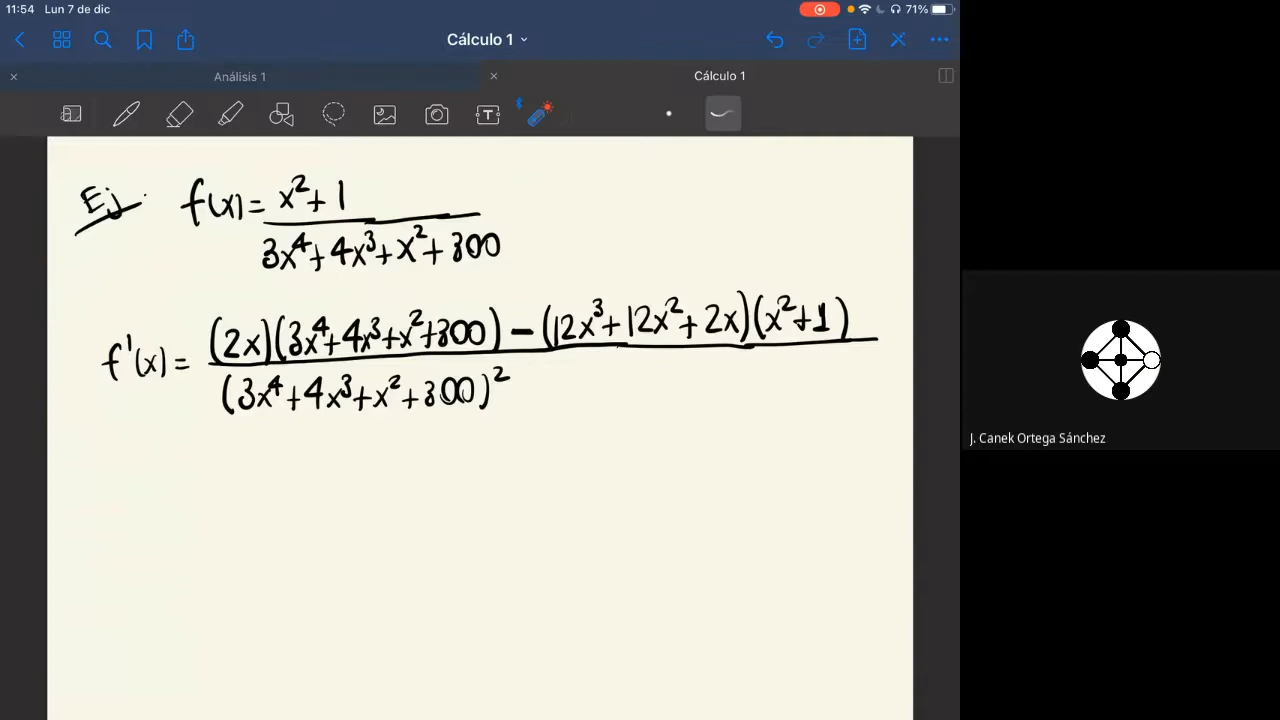 11:54 Lun 7 de dic 71%
Cálculo 1
Análisis 1 Cálculo 1
T
Ej. f(x) = x² + 1
3x⁴ + 4x³ + x² + 300
f'(x) = (2x)(3x⁴ + 4x³ + x² + 300) − (12x³ + 12x² + 2x)(x² + 1)
(3x⁴ + 4x³ + x² + 300)²
J. Canek Ortega Sánchez